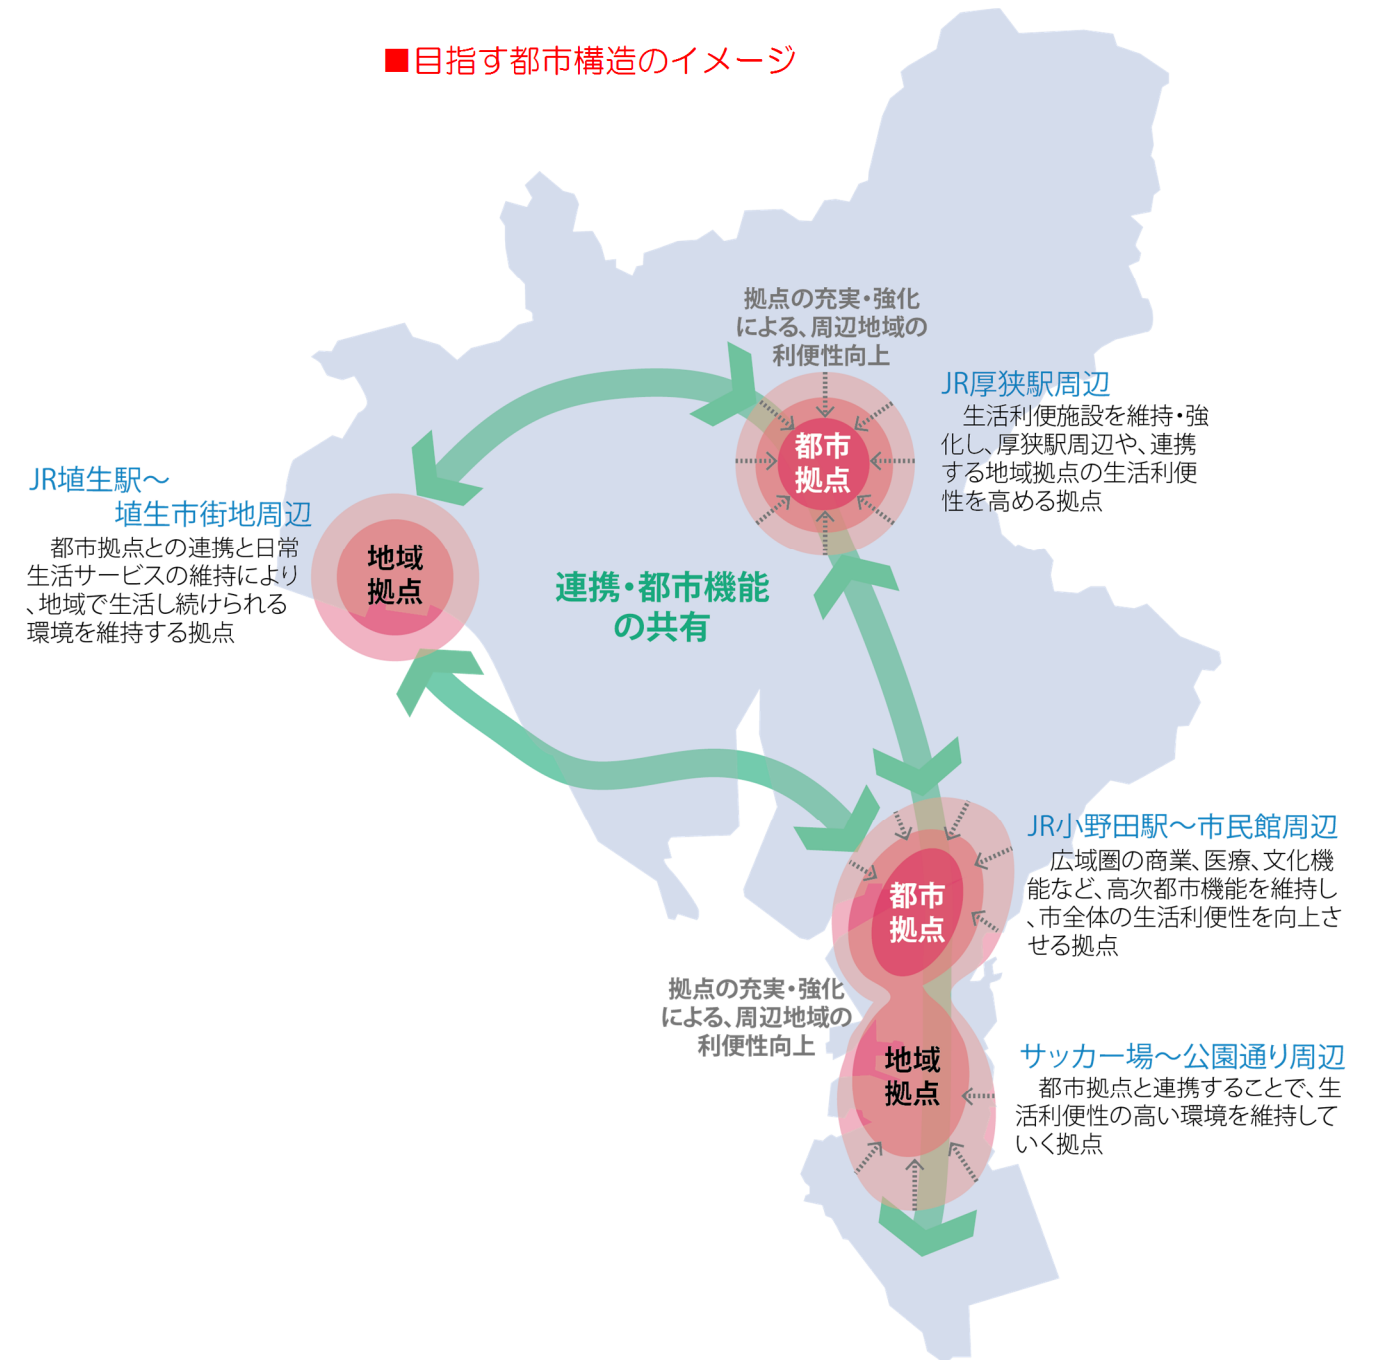 ■目指す都市構造のイメージ
拠点の充実・強化
による、周辺地域の
利便性向上
JR厚狭駅周辺
生活利便施設を維持・強
化し、厚狭駅周辺や、連携
する地域拠点の生活利便
性を高める拠点
都市
拠点
JR埴生駅～
埴生市街地周辺
都市拠点との連携と日常
生活サービスの維持により
、地域で生活し続けられる
環境を維持する拠点
地域
拠点
連携・都市機能
の共有
JR小野田駅～市民館周辺
広域圏の商業、医療、文化機
能など、高次都市機能を維持し
、市全体の生活利便性を向上さ
せる拠点
都市
拠点
拠点の充実・強化
による、周辺地域の
利便性向上
サッカー場～公園通り周辺
都市拠点と連携することで、生
活利便性の高い環境を維持して
いく拠点
地域
拠点